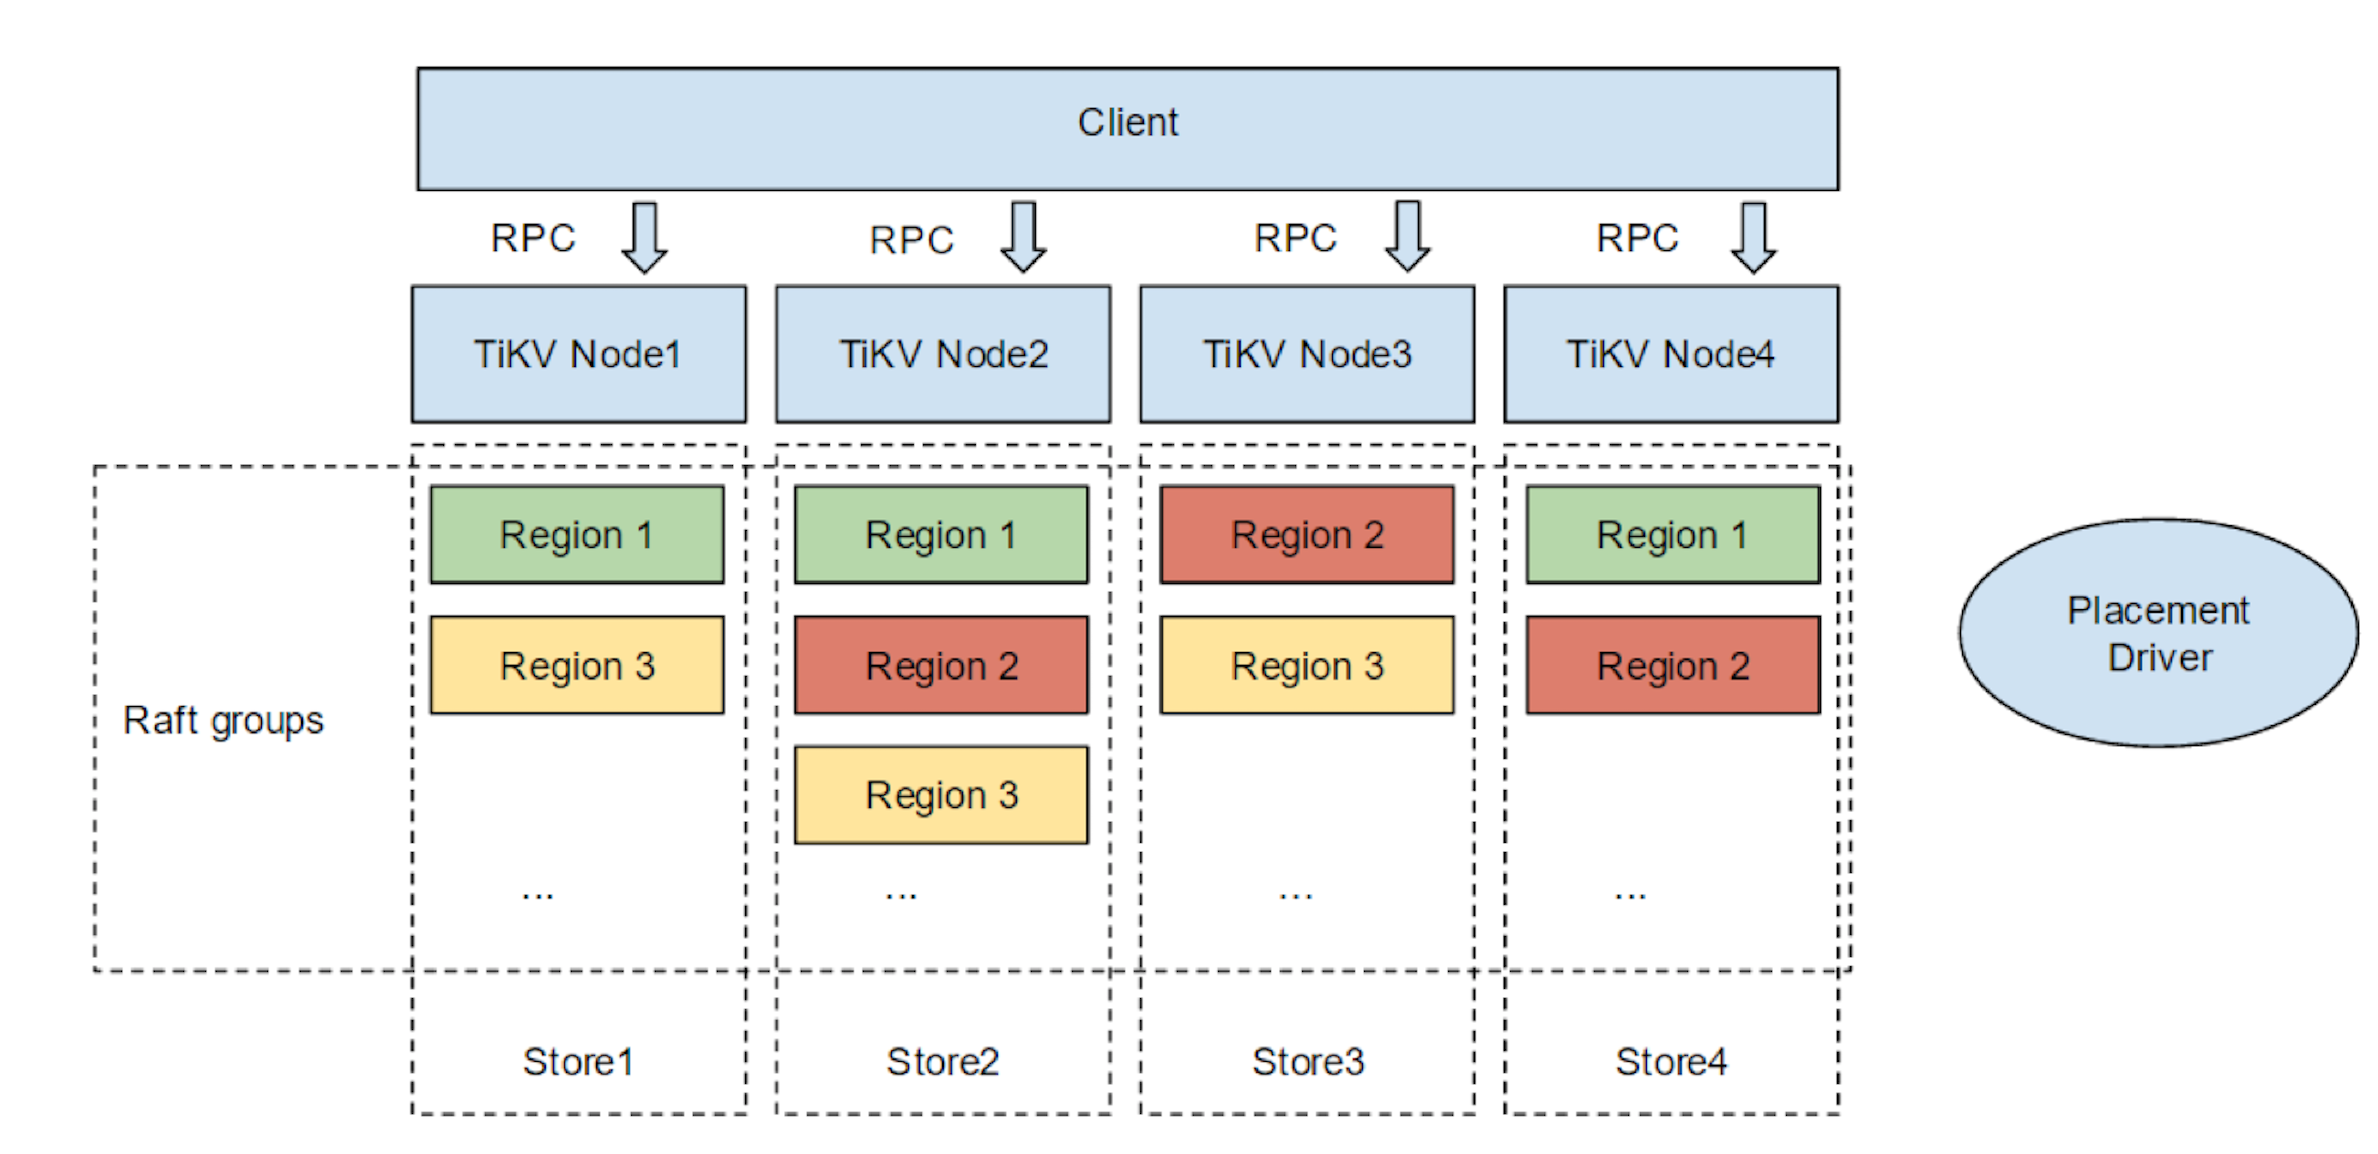 Client
RPC
RPC
RPC
RPC
TiKV Node1
TiKV Node2
TiKV Node3
TiKV Node4
Region 1
Region 1
Region 2
Region 1
Region 3
Region 2
Region 3
Region 2
Region 3
...
...
...
...
Raft groups
Store1
Store2
Store3
Store4
Placement
Driver